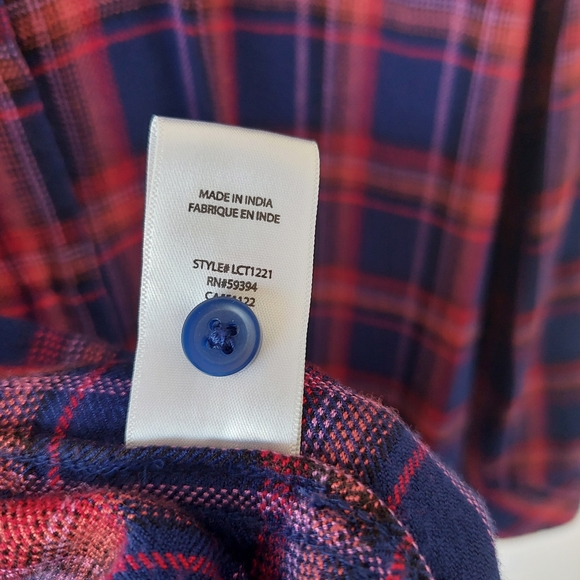 MADE IN INDIA
FABRIQUE EN INDE
STYLE# LCT1221
RN#59394